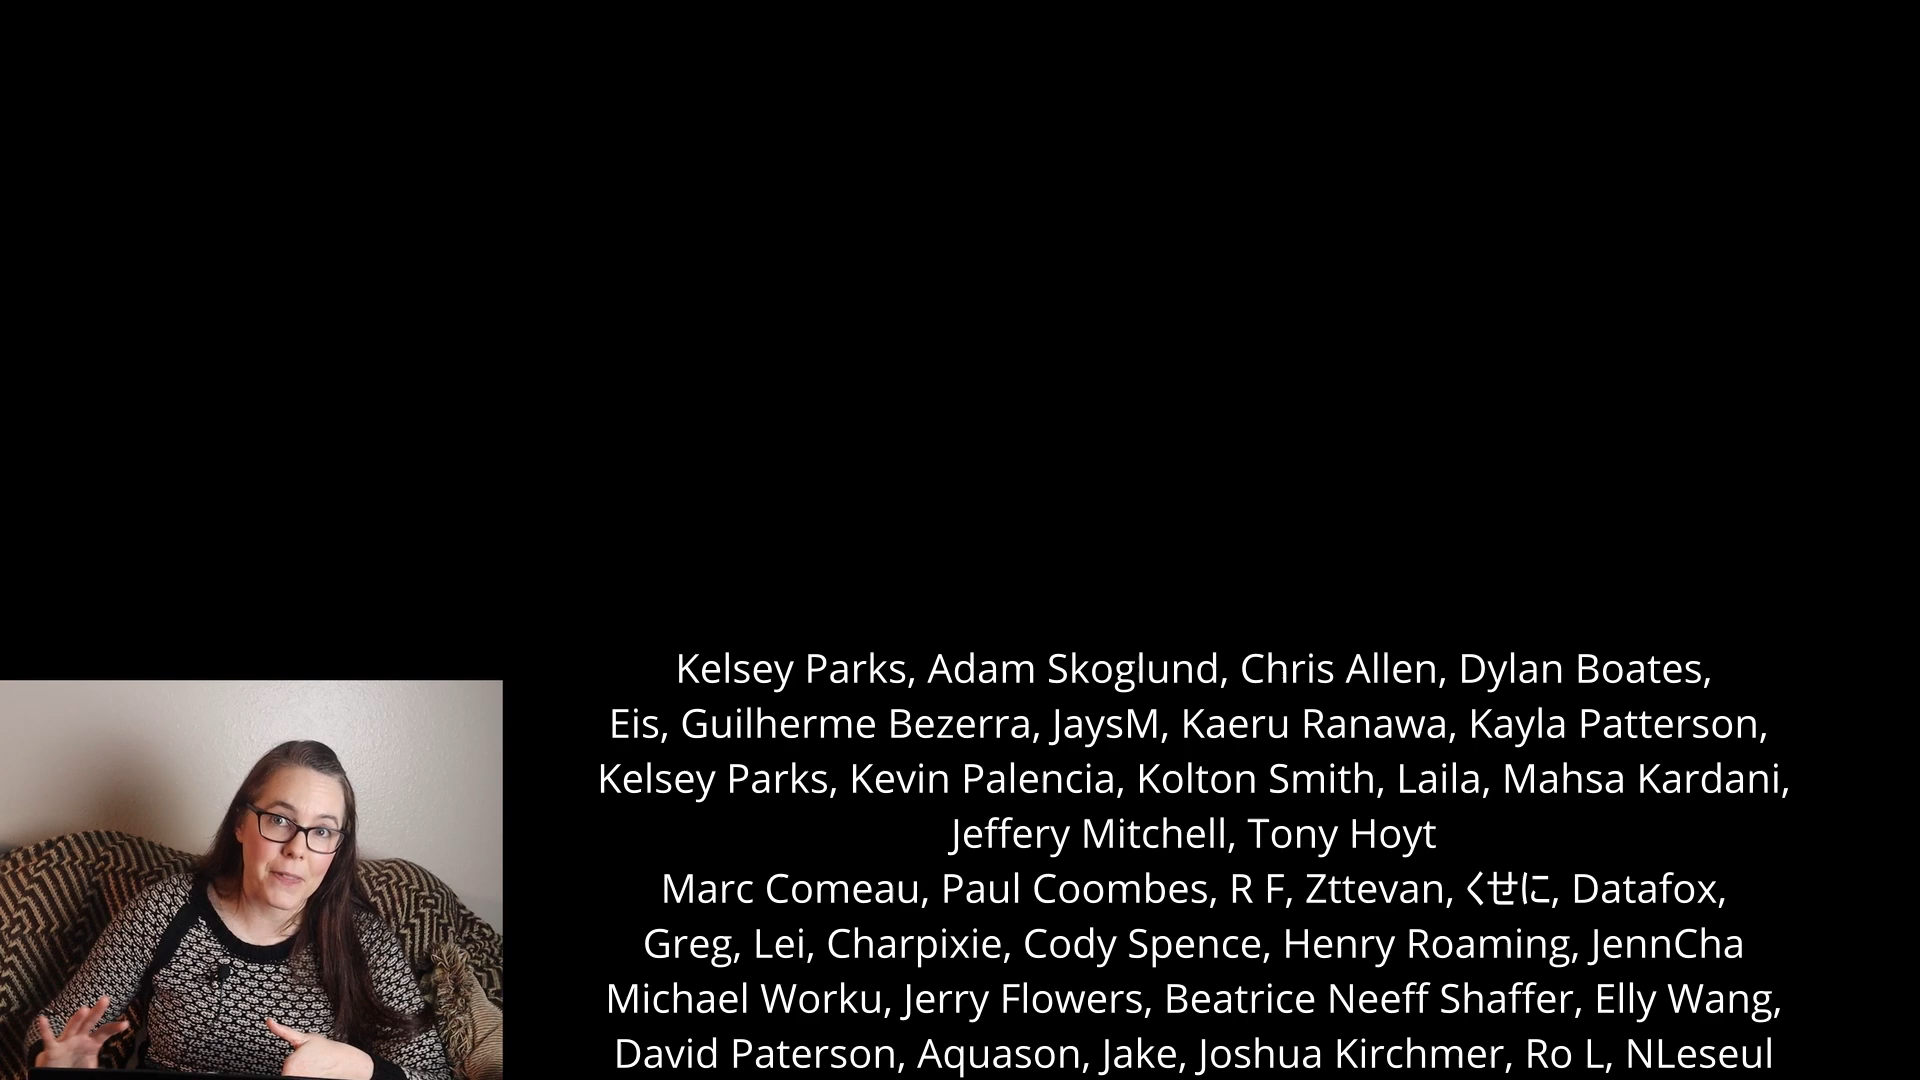 Kelsey Parks, Adam Skoglund, Chris Allen, Dylan Boates,
Eis, Guilherme Bezerra, JaysM, Kaeru Ranawa, Kayla Patterson,
Kelsey Parks, Kevin Palencia, Kolton Smith, Laila, Mahsa Kardani,
Jeffery Mitchell, Tony Hoyt
Marc Comeau, Paul Coombes, R F, Zttevan, くせに, Datafox,
Greg, Lei, Charpixie, Cody Spence, Henry Roaming, JennCha
Michael Worku, Jerry Flowers, Beatrice Neeff Shaffer, Elly Wang,
David Paterson, Aquason, Jake, Joshua Kirchmer, Ro L, NLeseul